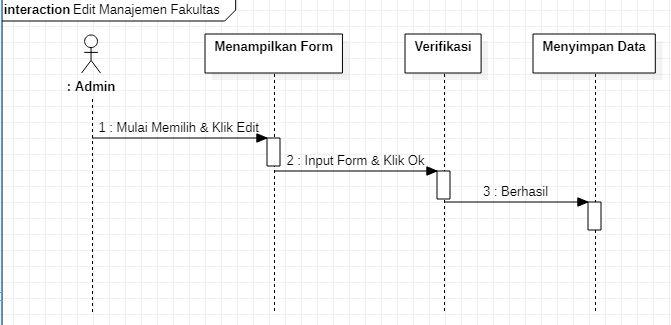 interaction Edit Manajemen Fakultas
Menampilkan Form
Verifikasi
Menyimpan Data
: Admin
1 : Mulai Memilih & Klik Edit
2 : Input Form & Klik Ok
3 : Berhasil